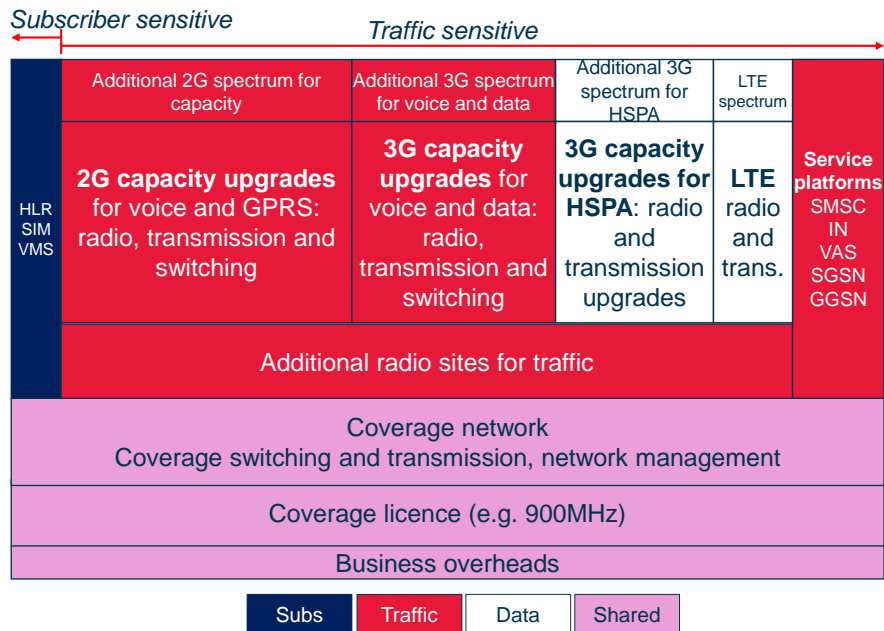 Subscriber sensitive
Traffic sensitive
Additional 2G spectrum for
capacity
Additional 3G spectrum
for voice and data
Additional 3G
spectrum for
HSPA
LTE
spectrum
HLR
SIM
VMS
2G capacity upgrades
for voice and GPRS:
radio, transmission and
switching
3G capacity
upgrades for
voice and data:
radio,
transmission and
switching
3G capacity
upgrades for
HSPA: radio
and
transmission
upgrades
LTE
radio
and
trans.
Service
platforms
SMSC
IN
VAS
SGSN
GGSN
Additional radio sites for traffic
Coverage network
Coverage switching and transmission, network management
Coverage licence (e.g. 900MHz)
Business overheads
Subs
Traffic
Data
Shared